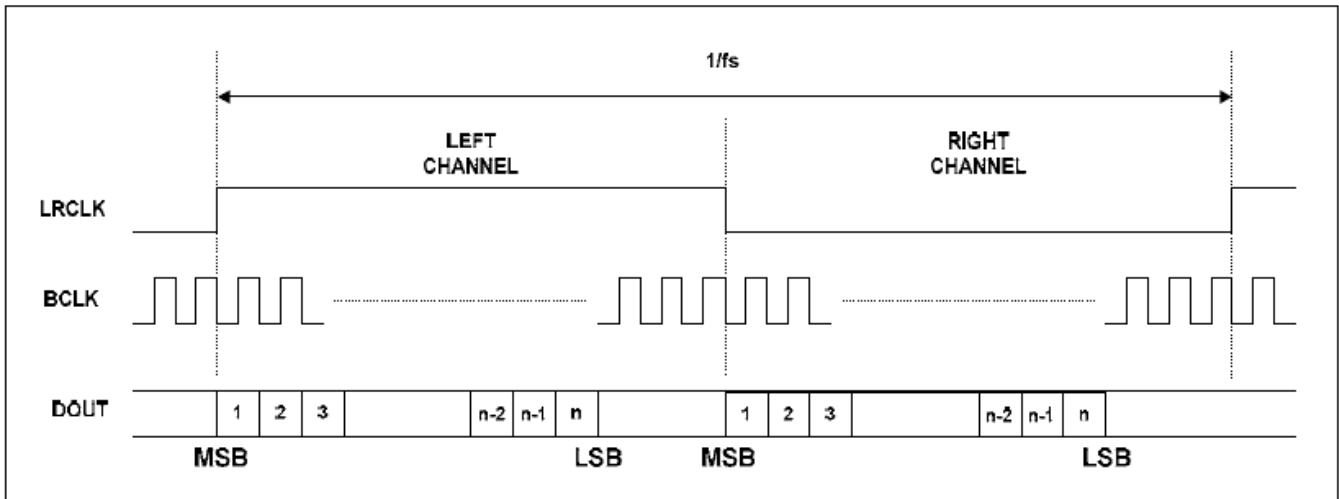 1/fs
LEFT
CHANNEL
RIGHT
CHANNEL
LRCLK
BCLK
DOUT
1 2 3 n-2 n-1 n 1 2 3 n-2 n-1 n
MSB LSB MSB LSB